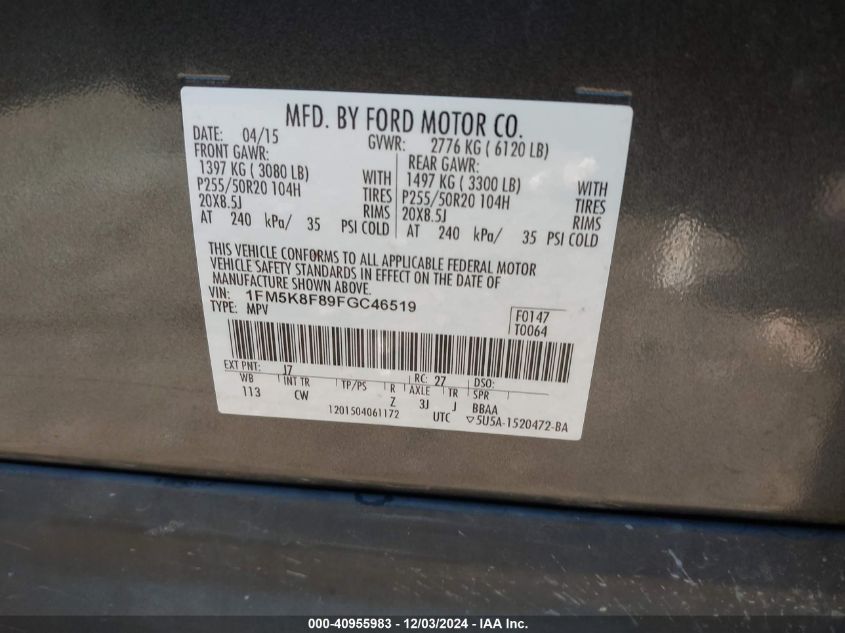 MFD. BY FORD MOTOR CO.
DATE: 04/15 GVWR: 2776 KG ( 6120 LB)
FRONT GAWR: REAR GAWR:
1397 KG ( 3080 LB) WITH 1497 KG ( 3300 LB) WITH
P255/50R20 104H TIRES P255/50R20 104H TIRES
20X8.5J RIMS 20X8.5J RIMS
AT 240 kPa/ 35 PSI COLD AT 240 kPa/ 35 PSI COLD
THIS VEHICLE CONFORMS TO ALL APPLICABLE FEDERAL MOTOR
VEHICLE SAFETY STANDARDS IN EFFECT ON THE DATE OF
MANUFACTURE SHOWN ABOVE.
VIN: 1FM5K8F89FGC46519
TYPE: MPV
F0147
T0064
EXT PNT: J7 RC: 27 DSO:
WB INT TR TP/PS R AXLE TR SPR
113 CW Z 3J J BBAA
1201504061172 UTC ▽5U5A-1520472-BA
000-40955983 - 12/03/2024 - IAA Inc.